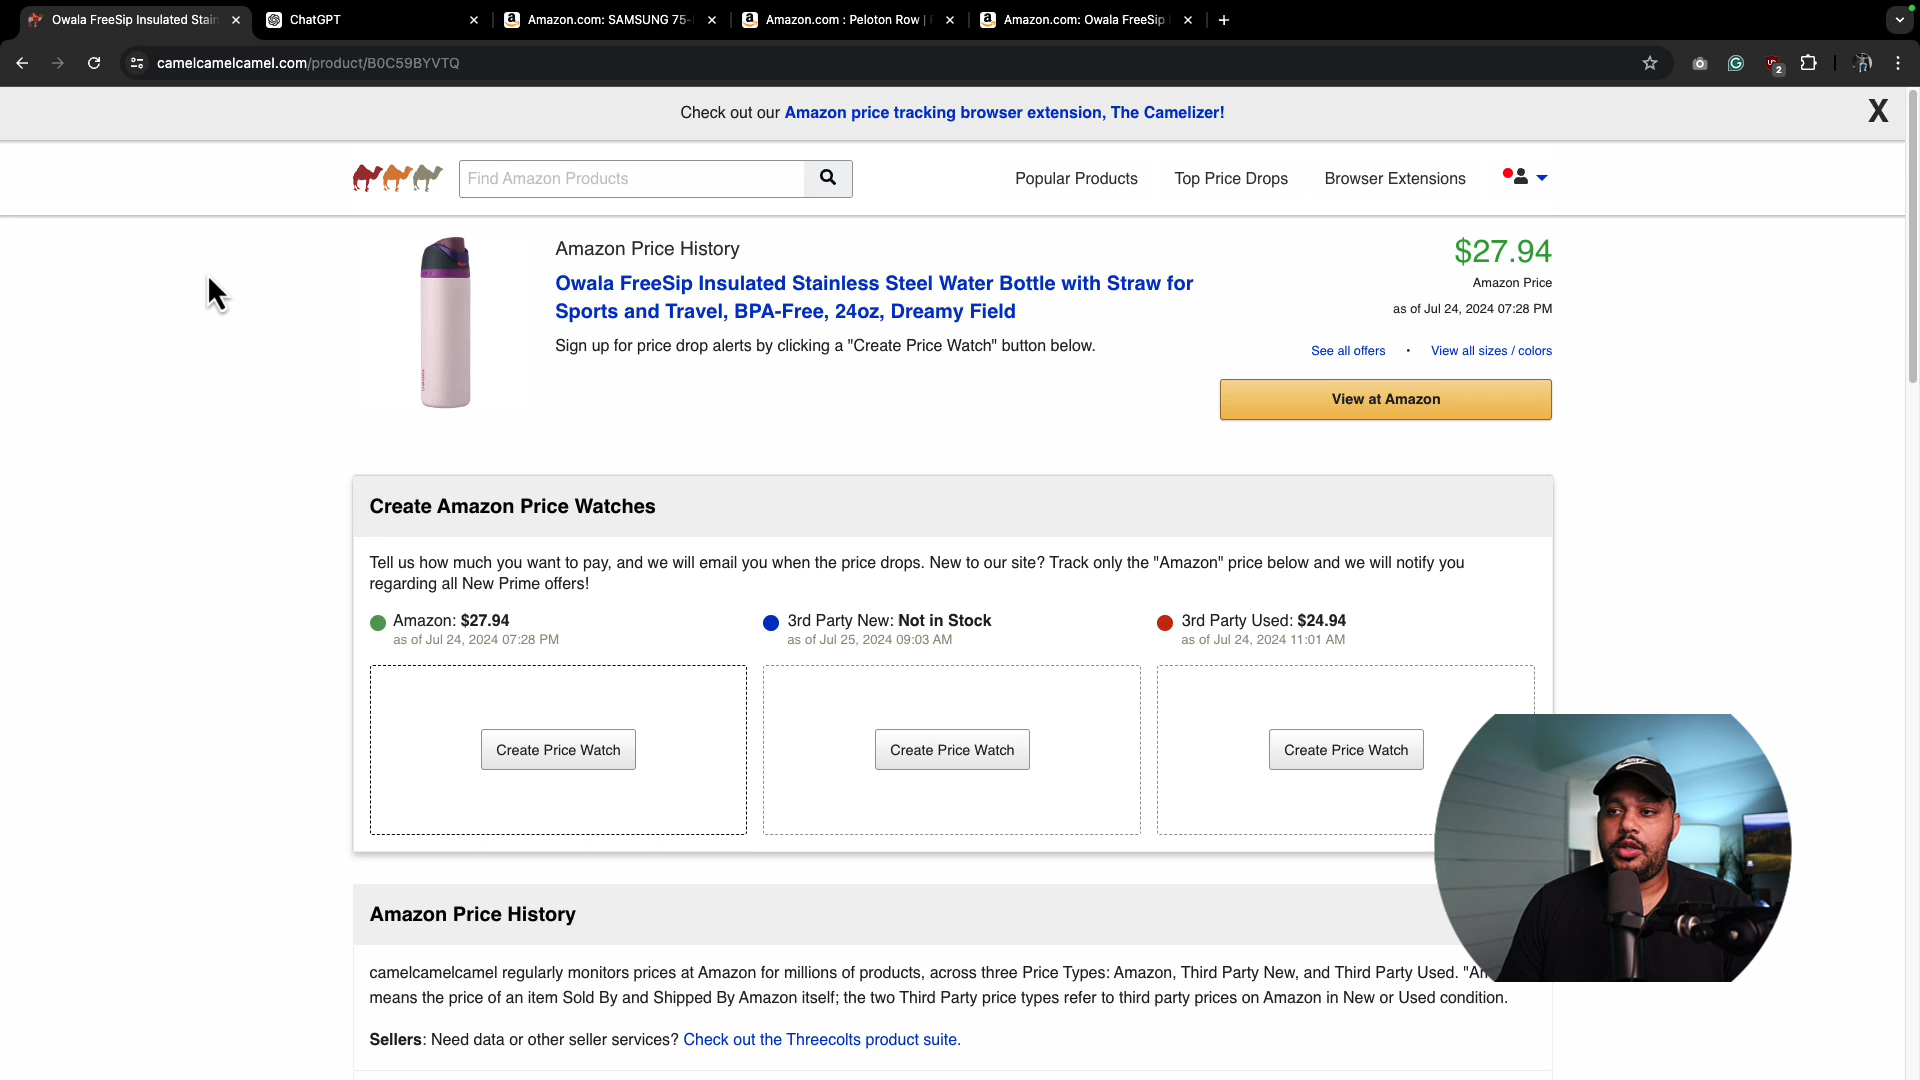 Owala FreeSip Insulated Stain
ChatGPT
Amazon.com: SAMSUNG 75-
Amazon.com : Peloton Row |
Amazon.com: Owala FreeSip
camelcamelcamel.com/product/B0C59BYVTQ
2
Check out our Amazon price tracking browser extension, The Camelizer!
X
Find Amazon Products
Popular Products
Top Price Drops
Browser Extensions
Amazon Price History
Owala FreeSip Insulated Stainless Steel Water Bottle with Straw for
Sports and Travel, BPA-Free, 24oz, Dreamy Field
Sign up for price drop alerts by clicking a "Create Price Watch" button below.
$27.94
Amazon Price
as of Jul 24, 2024 07:28 PM
See all offers • View all sizes / colors
View at Amazon
Create Amazon Price Watches
Tell us how much you want to pay, and we will email you when the price drops. New to our site? Track only the "Amazon" price below and we will notify you
regarding all New Prime offers!
Amazon: $27.94
as of Jul 24, 2024 07:28 PM
Create Price Watch
3rd Party New: Not in Stock
as of Jul 25, 2024 09:03 AM
Create Price Watch
3rd Party Used: $24.94
as of Jul 24, 2024 11:01 AM
Create Price Watch
Amazon Price History
camelcamelcamel regularly monitors prices at Amazon for millions of products, across three Price Types: Amazon, Third Party New, and Third Party Used.
means the price of an item Sold By and Shipped By Amazon itself; the two Third Party price types refer to third party prices on Amazon in New or Used condition.
Sellers: Need data or other seller services? Check out the Threecolts product suite.